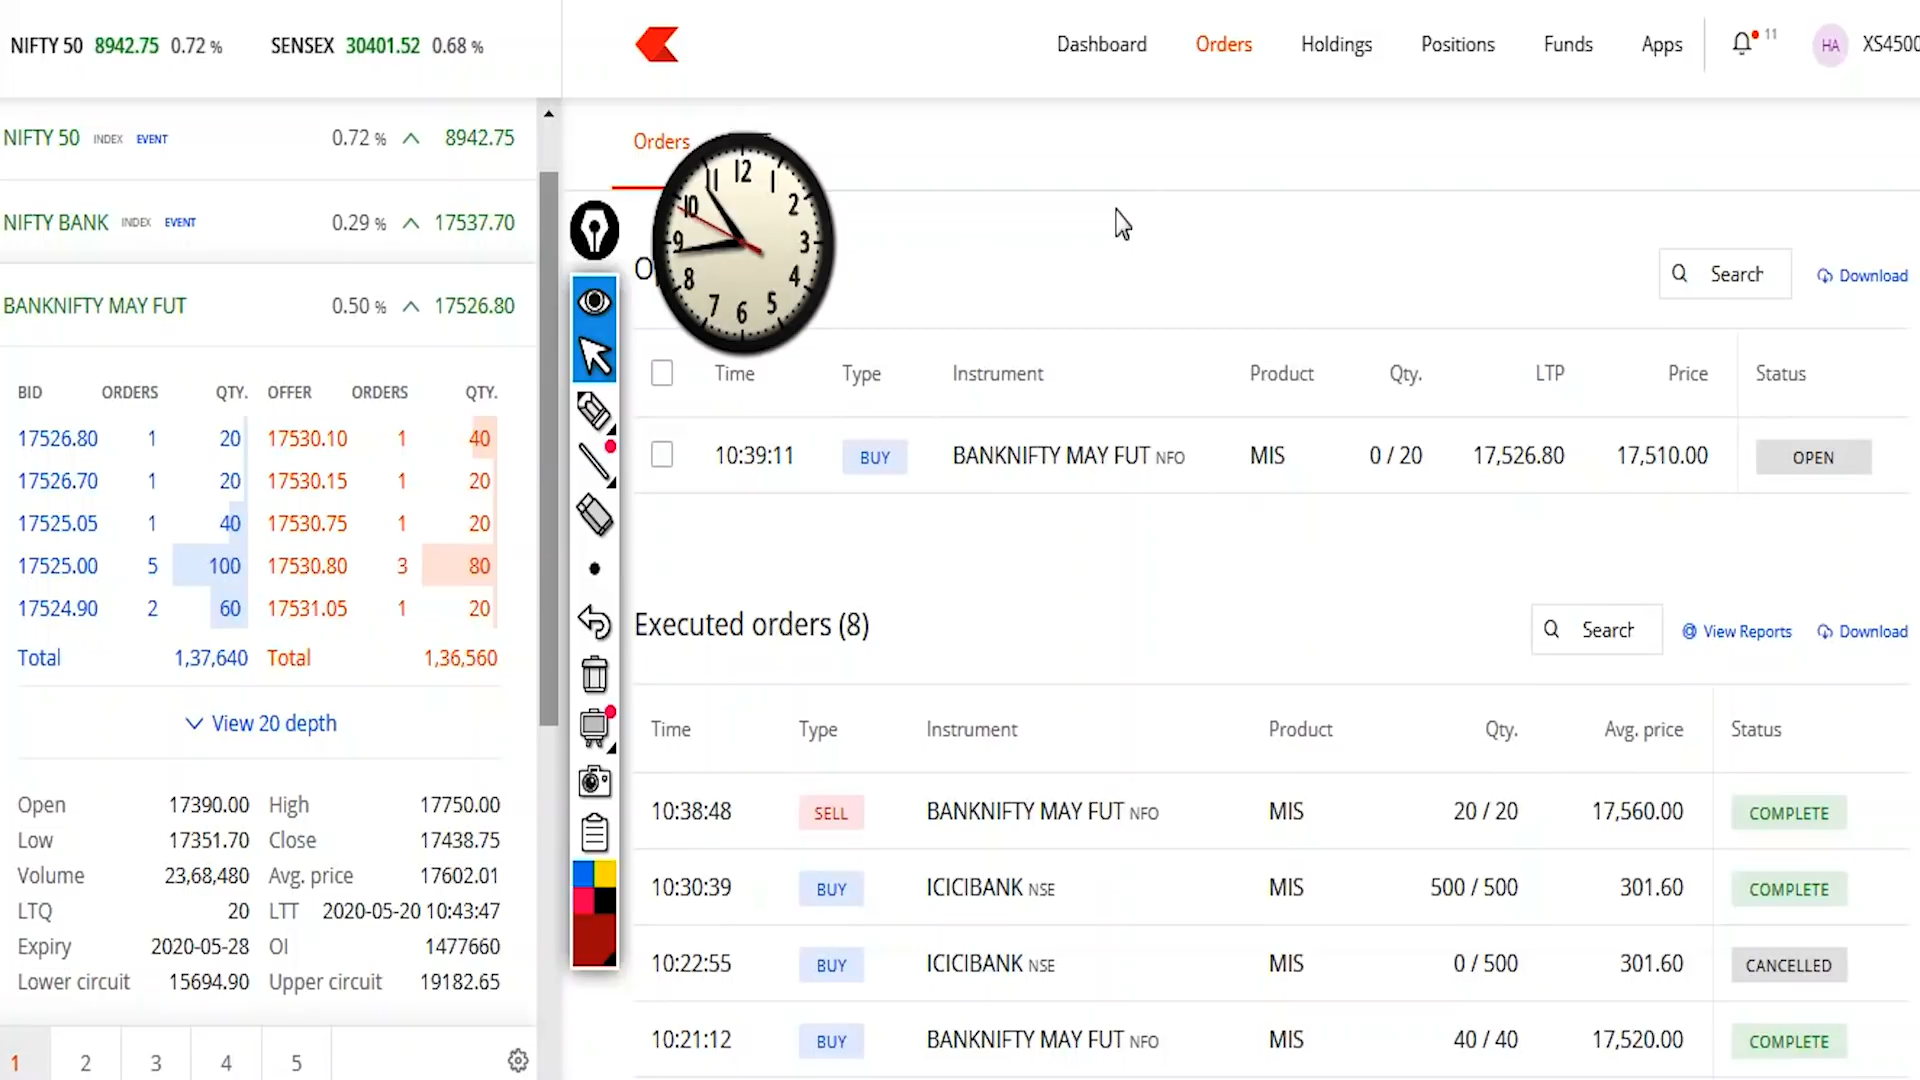 NIFTY 50 8942.75 0.72 % SENSEX 30401.52 0.68 %
Dashboard Orders Holdings Positions Funds Apps 11 HA XS4500
NIFTY 50 INDEX EVENT 0.72 % 8942.75
NIFTY BANK INDEX EVENT 0.29 % 17537.70
BANKNIFTY MAY FUT 0.50 % 17526.80
BID ORDERS QTY. OFFER ORDERS QTY.
17526.80 1 20 17530.10 1 40
17526.70 1 20 17530.15 1 20
17525.05 1 40 17530.75 1 20
17525.00 5 100 17530.80 3 80
17524.90 2 60 17531.05 1 20
Total 1,37,640 Total 1,36,560
View 20 depth
Open 17390.00 High 17750.00
Low 17351.70 Close 17438.75
Volume 23,68,480 Avg. price 17602.01
LTQ 20 LTT 2020-05-20 10:43:47
Expiry 2020-05-28 OI 1477660
Lower circuit 15694.90 Upper circuit 19182.65
1 2 3 4 5
Orders
12 1 2 3 4 5 6 7 8 9 10 11
Search Download
Time Type Instrument Product Qty. LTP Price Status
10:39:11 BUY BANKNIFTY MAY FUT NFO MIS 0 / 20 17,526.80 17,510.00 OPEN
Executed orders (8) Search View Reports Download
Time Type Instrument Product Qty. Avg. price Status
10:38:48 SELL BANKNIFTY MAY FUT NFO MIS 20 / 20 17,560.00 COMPLETE
10:30:39 BUY ICICIBANK NSE MIS 500 / 500 301.60 COMPLETE
10:22:55 BUY ICICIBANK NSE MIS 0 / 500 301.60 CANCELLED
10:21:12 BUY BANKNIFTY MAY FUT NFO MIS 40 / 40 17,520.00 COMPLETE